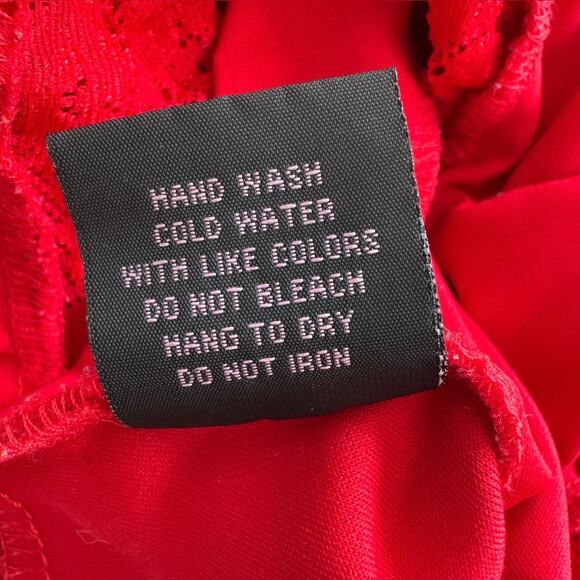 HAND WASH
COLD WATER
WITH LIKE COLORS
DO NOT BLEACH
HANG TO DRY
DO NOT IRON